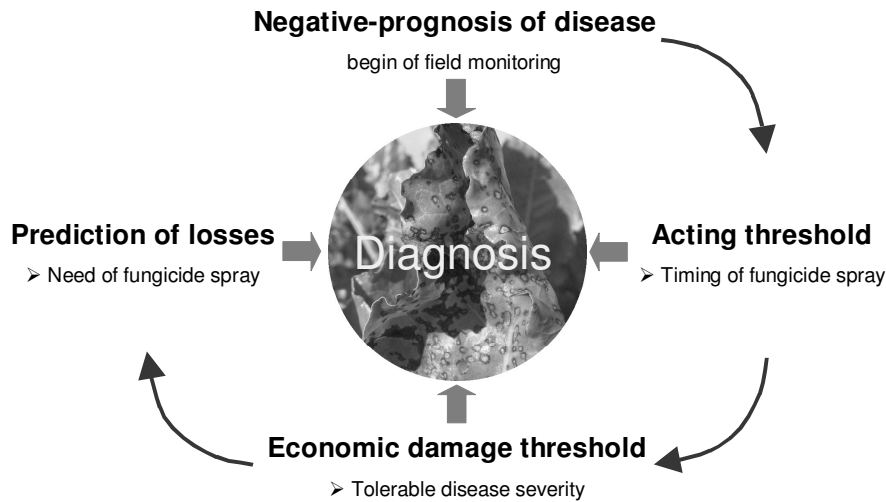 Negative-prognosis of disease
begin of field monitoring
Prediction of losses
➢ Need of fungicide spray
Diagnosis
Acting threshold
➢ Timing of fungicide spray
Economic damage threshold
➢ Tolerable disease severity